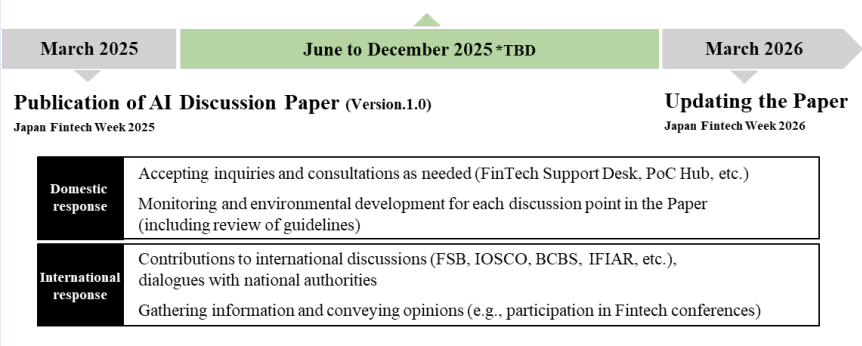 March 2025
June to December 2025 *TBD
March 2026
Publication of AI Discussion Paper (Version.1.0)
Japan Fintech Week 2025
Updating the Paper
Japan Fintech Week 2026
Domestic
response
Accepting inquiries and consultations as needed (FinTech Support Desk, PoC Hub, etc.)
Monitoring and environmental development for each discussion point in the Paper
(including review of guidelines)
International
response
Contributions to international discussions (FSB, IOSCO, BCBS, IFIAR, etc.),
dialogues with national authorities
Gathering information and conveying opinions (e.g., participation in Fintech conferences)